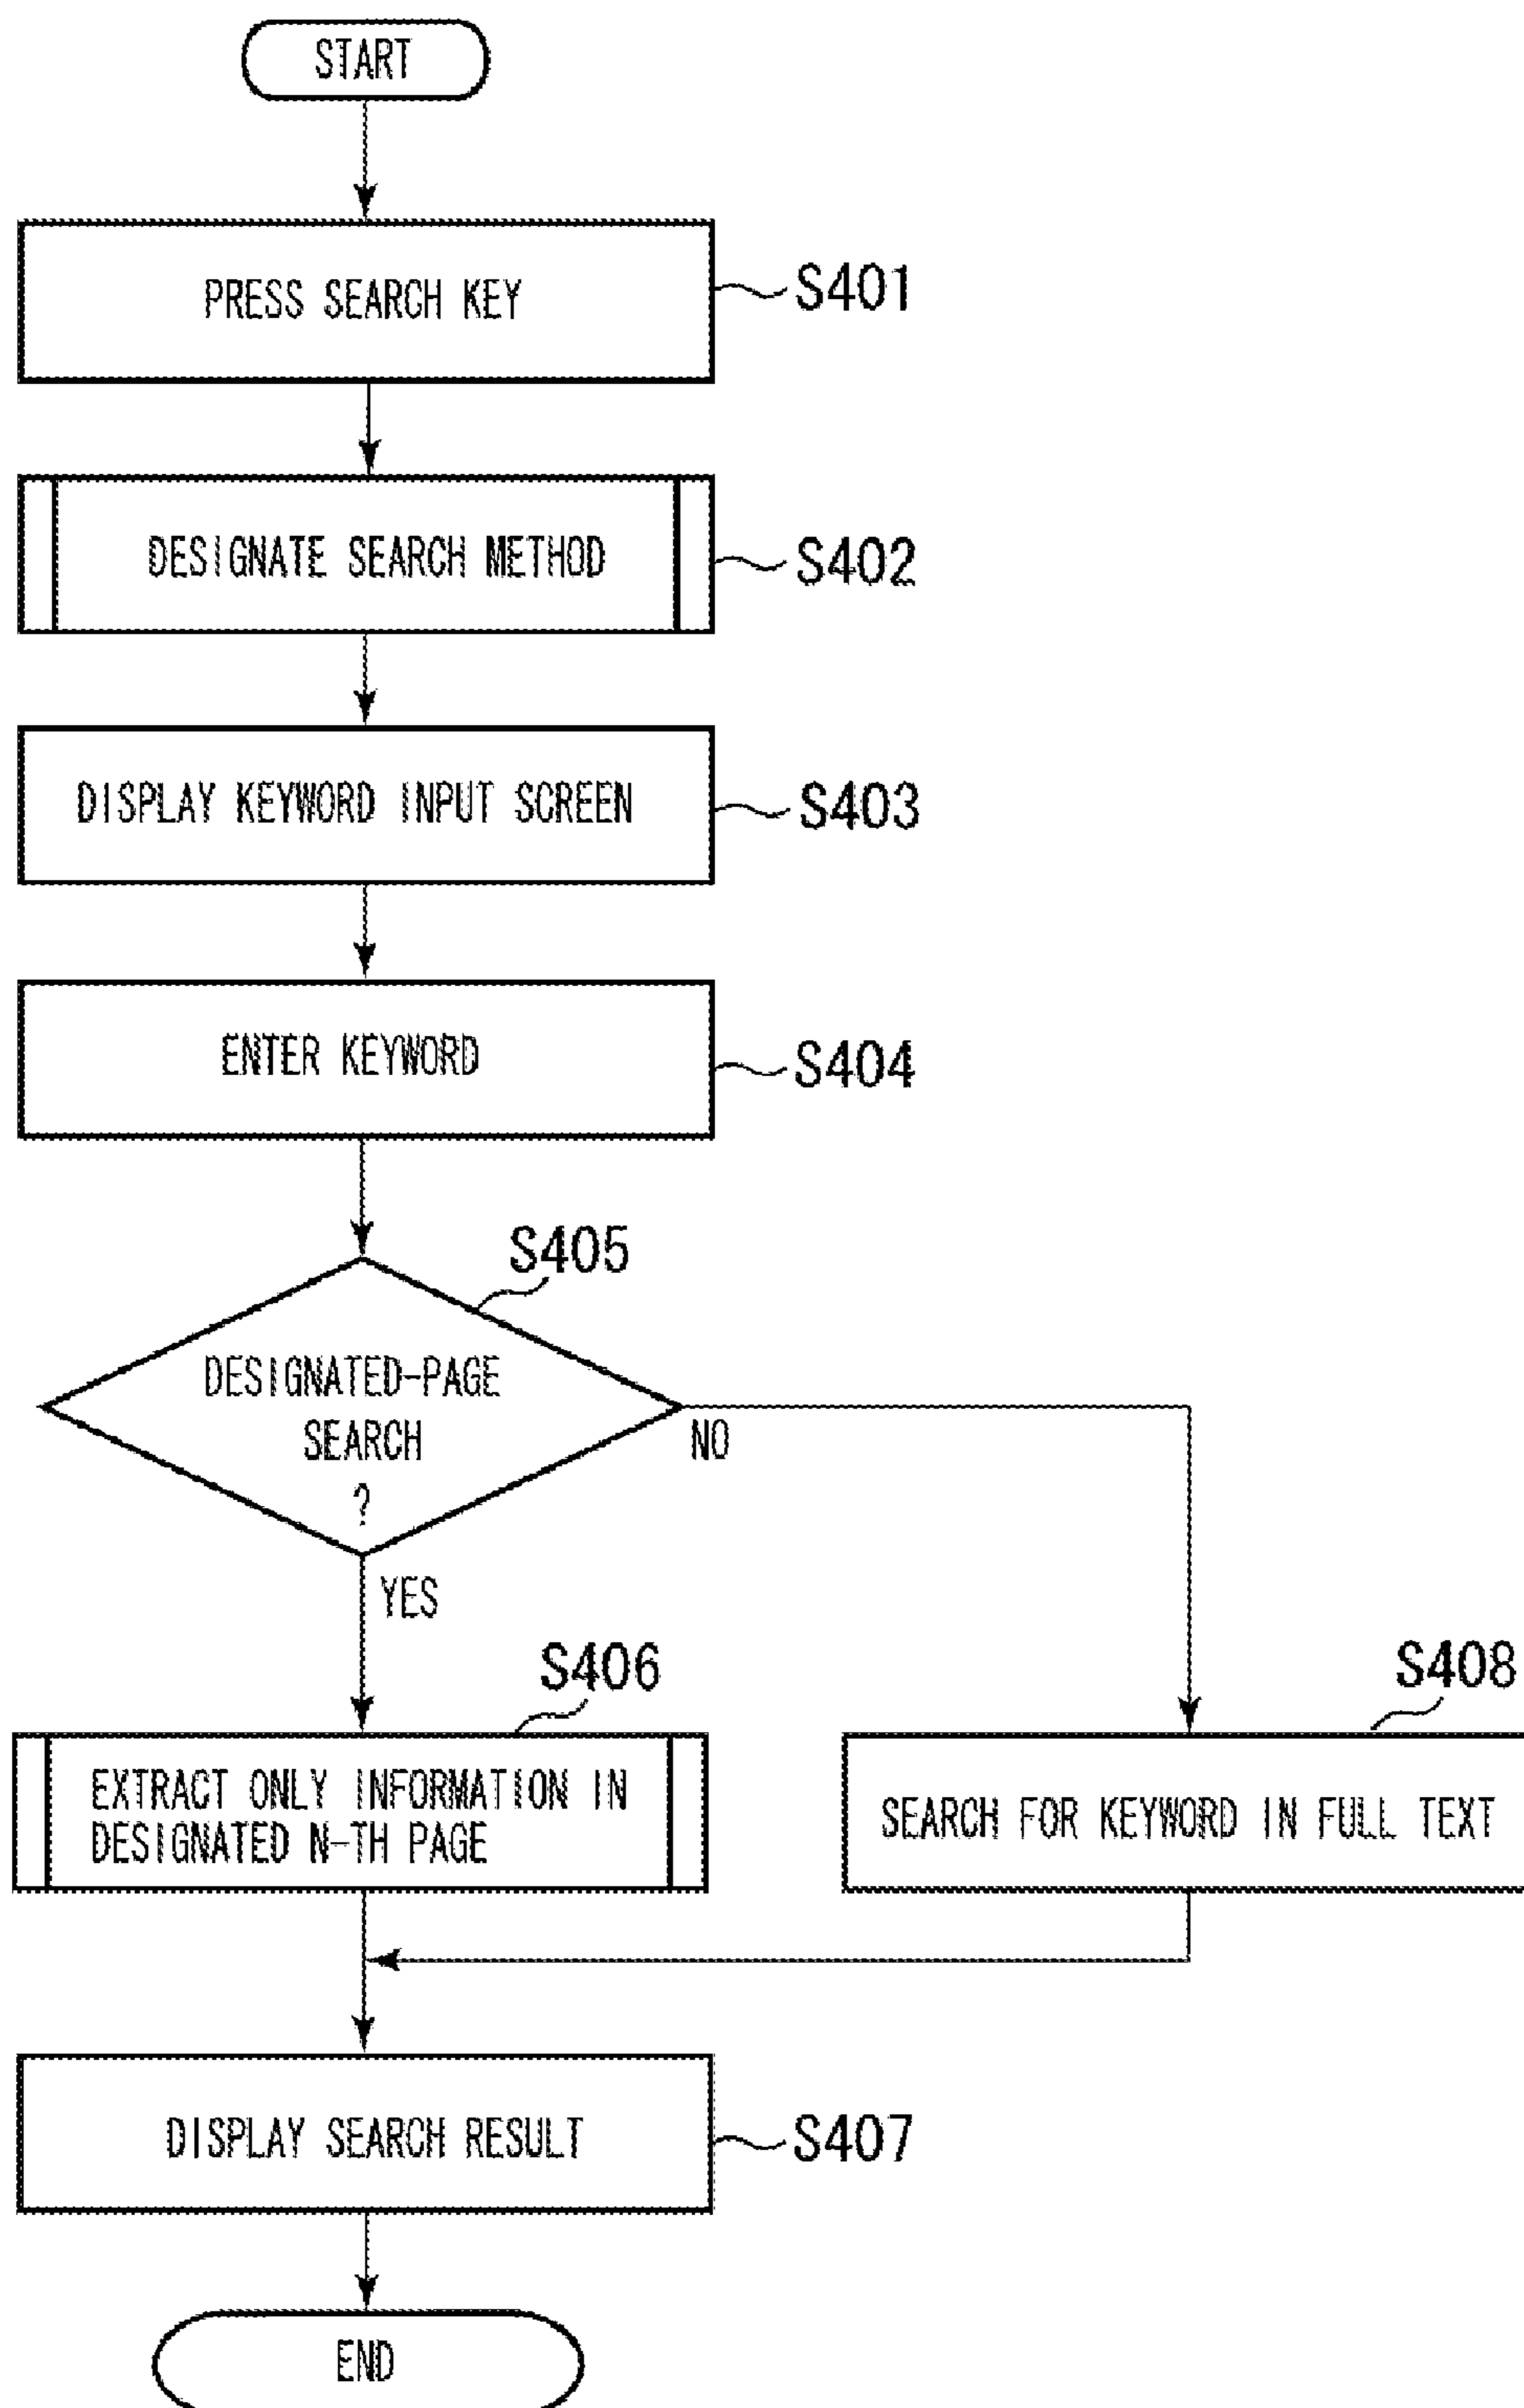 START
PRESS SEARCH KEY
S401
DESIGNATE SEARCH METHOD
S402
DISPLAY KEYWORD INPUT SCREEN
S403
ENTER KEYWORD
S404
S405
DESIGNATED-PAGE
SEARCH
?
NO
YES
S406
EXTRACT ONLY INFORMATION IN
DESIGNATED N-TH PAGE
S408
SEARCH FOR KEYWORD IN FULL TEXT
DISPLAY SEARCH RESULT
S407
END